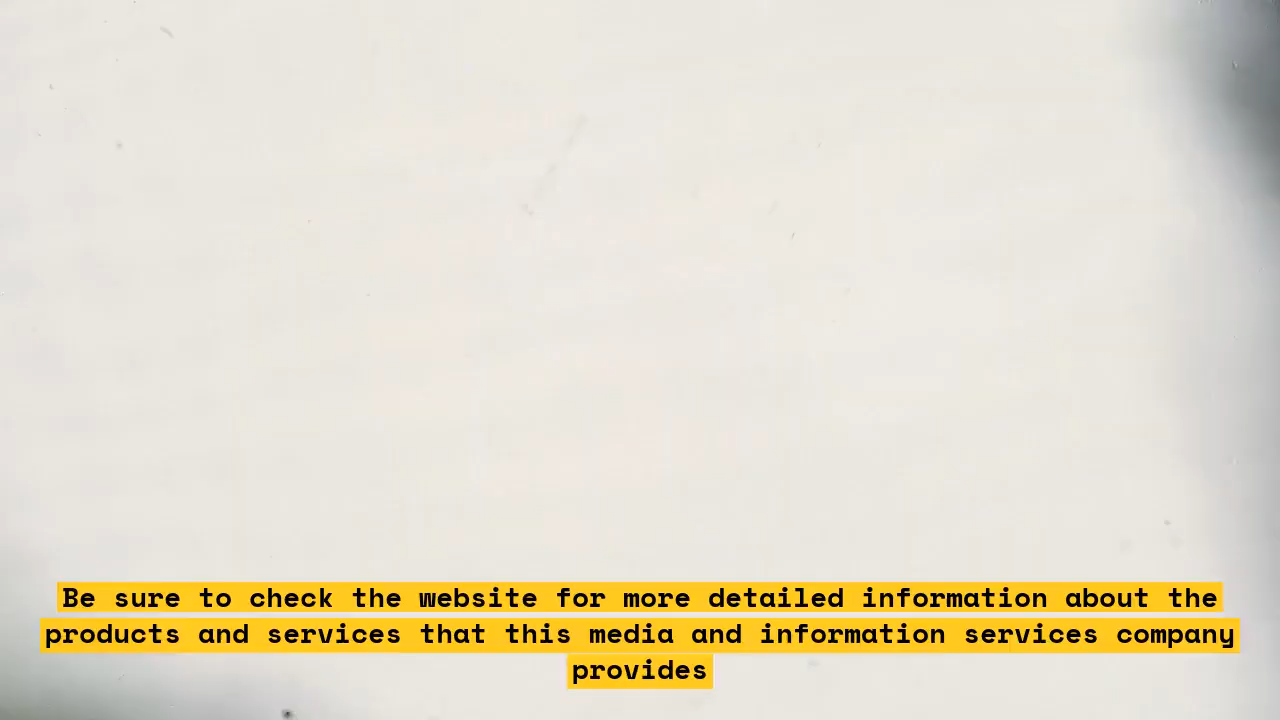 Be sure to check the website for more detailed information about the
products and services that this media and information services company
provides